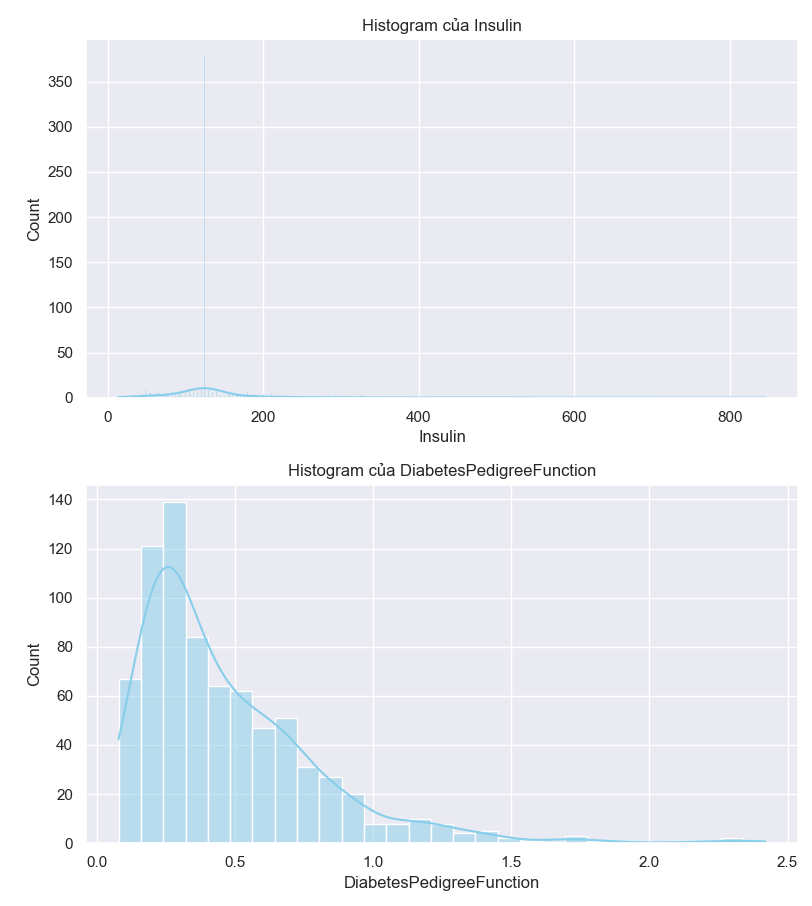 Histogram của Insulin
350
300
250
200
150
100
50
0
Count
0 200 400 600 800
Insulin
Histogram của DiabetesPedigreeFunction
140
120
100
80
60
40
20
0
Count
0.0 0.5 1.0 1.5 2.0 2.5
DiabetesPedigreeFunction